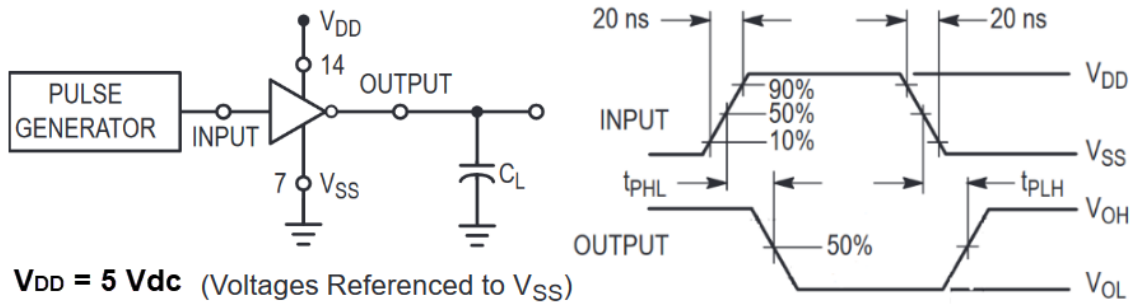 VDD
14
OUTPUT
PULSE
GENERATOR
INPUT
7
VSS
CL
VDD = 5 Vdc (Voltages Referenced to VSS)
20 ns
20 ns
VDD
90%
INPUT
50%
10%
VSS
tPHL
tPLH
VOH
OUTPUT
50%
VOL